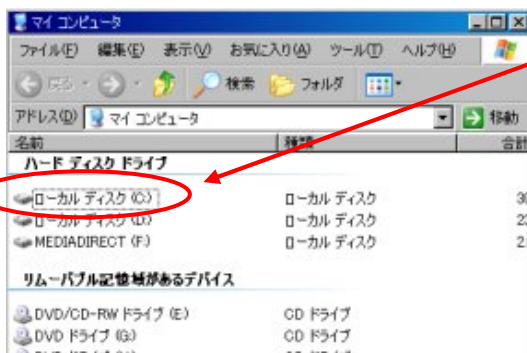 マイ コンピュータ
ファイル(F) 編集(E) 表示(V) お気に入り(A) ツール(T) ヘルプ(H)
戻る 検索 フォルダ
アドレス(D) マイ コンピュータ 移動
名前 種類 合計
ハード ディスク ドライブ
ローカル ディスク (C:) ローカル ディスク
ローカル ディスク (D:) ローカル ディスク
MEDIADIRECT (F:) ローカル ディスク
リムーバブル記憶域があるデバイス
DVD/CD-RW ドライブ (E:) CD ドライブ
DVD ドライブ (G:) CD ドライブ